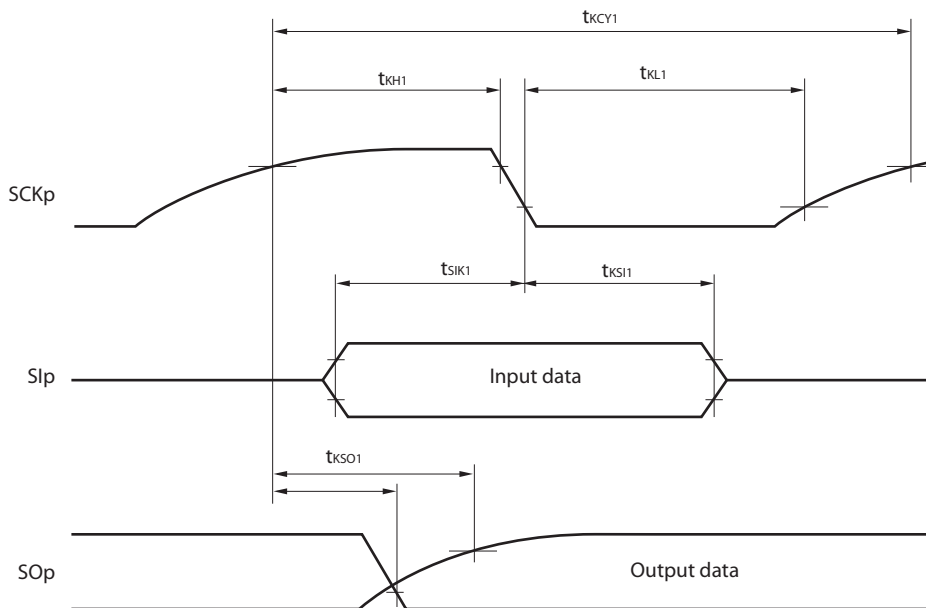 tKCY1
tKH1
tKL1
SCKp
tSIK1
tKSI1
SIp
Input data
tKSO1
SOp
Output data